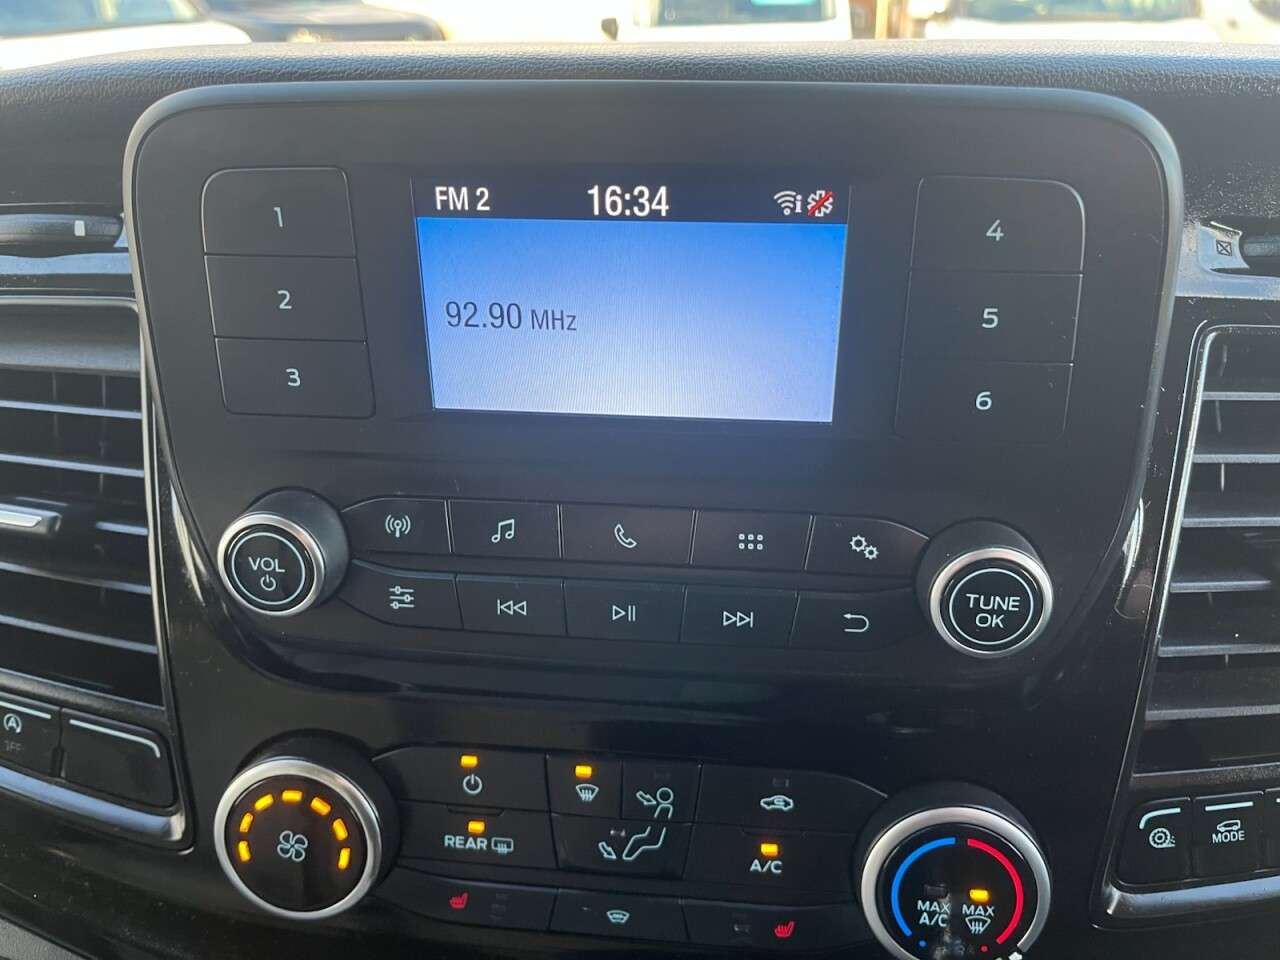 FM 2 16:34 i
1
2
3
92.90 MHz
4
5
6
VOL
TUNE
OK
A
OFF
REAR
A/C
MAX
A/C
MAX
MODE